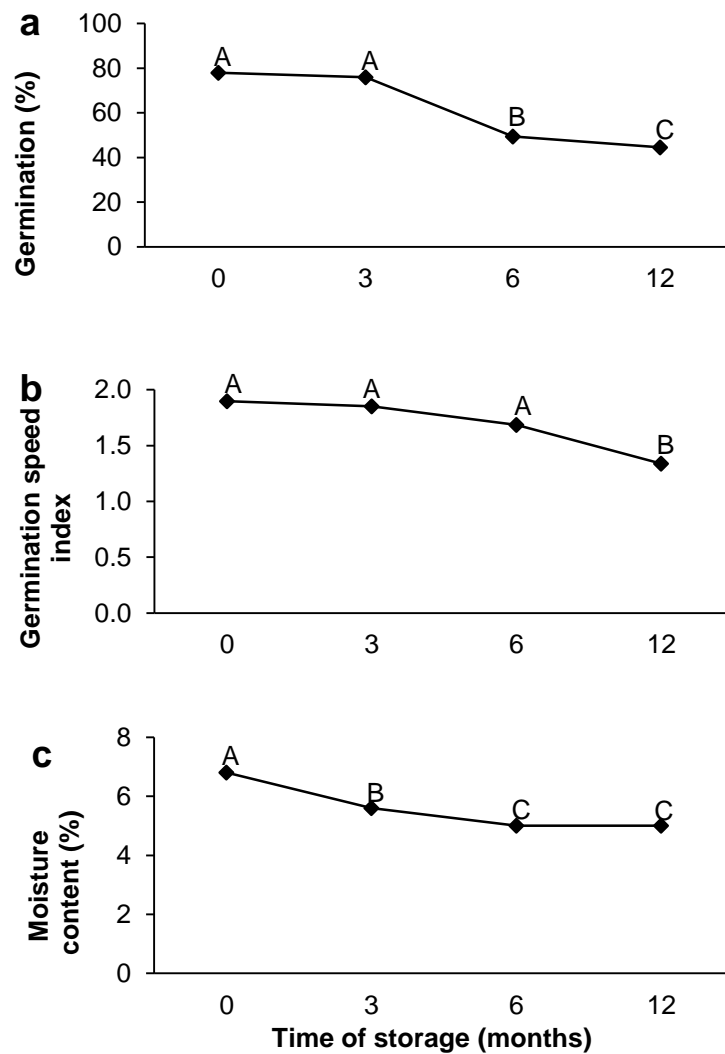 a
Germination (%)
100
80
60
40
20
0
A
A
B
C
0 3 6 12
b
Germination speed
index
2.0
1.5
1.0
0.5
0.0
A
A
A
B
0 3 6 12
c
Moisture
content (%)
8
6
4
2
0
A
B
C
C
0 3 6 12
Time of storage (months)